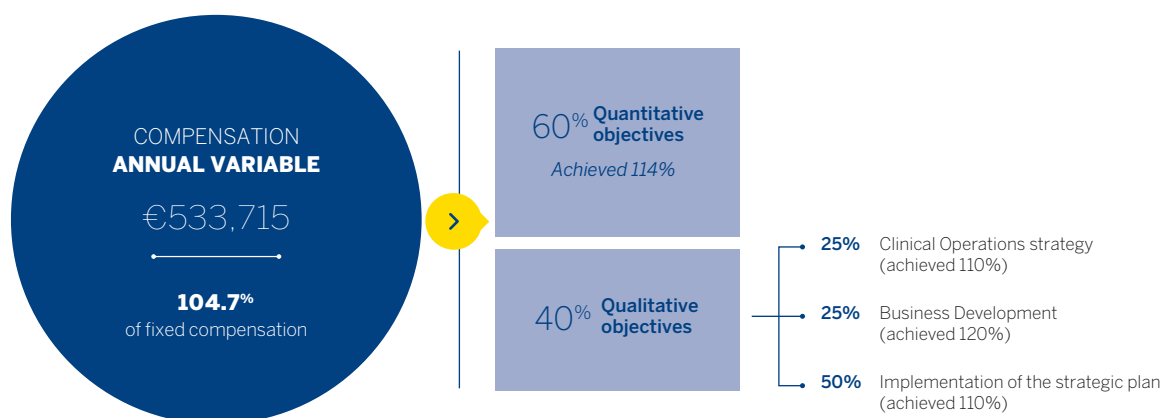 COMPENSATION
ANNUAL VARIABLE
€533,715
104.7%
of fixed compensation
60% Quantitative
objectives
Achieved 114%
40% Qualitative
objectives
25% Clinical Operations strategy
(achieved 110%)
25% Business Development
(achieved 120%)
50% Implementation of the strategic plan
(achieved 110%)